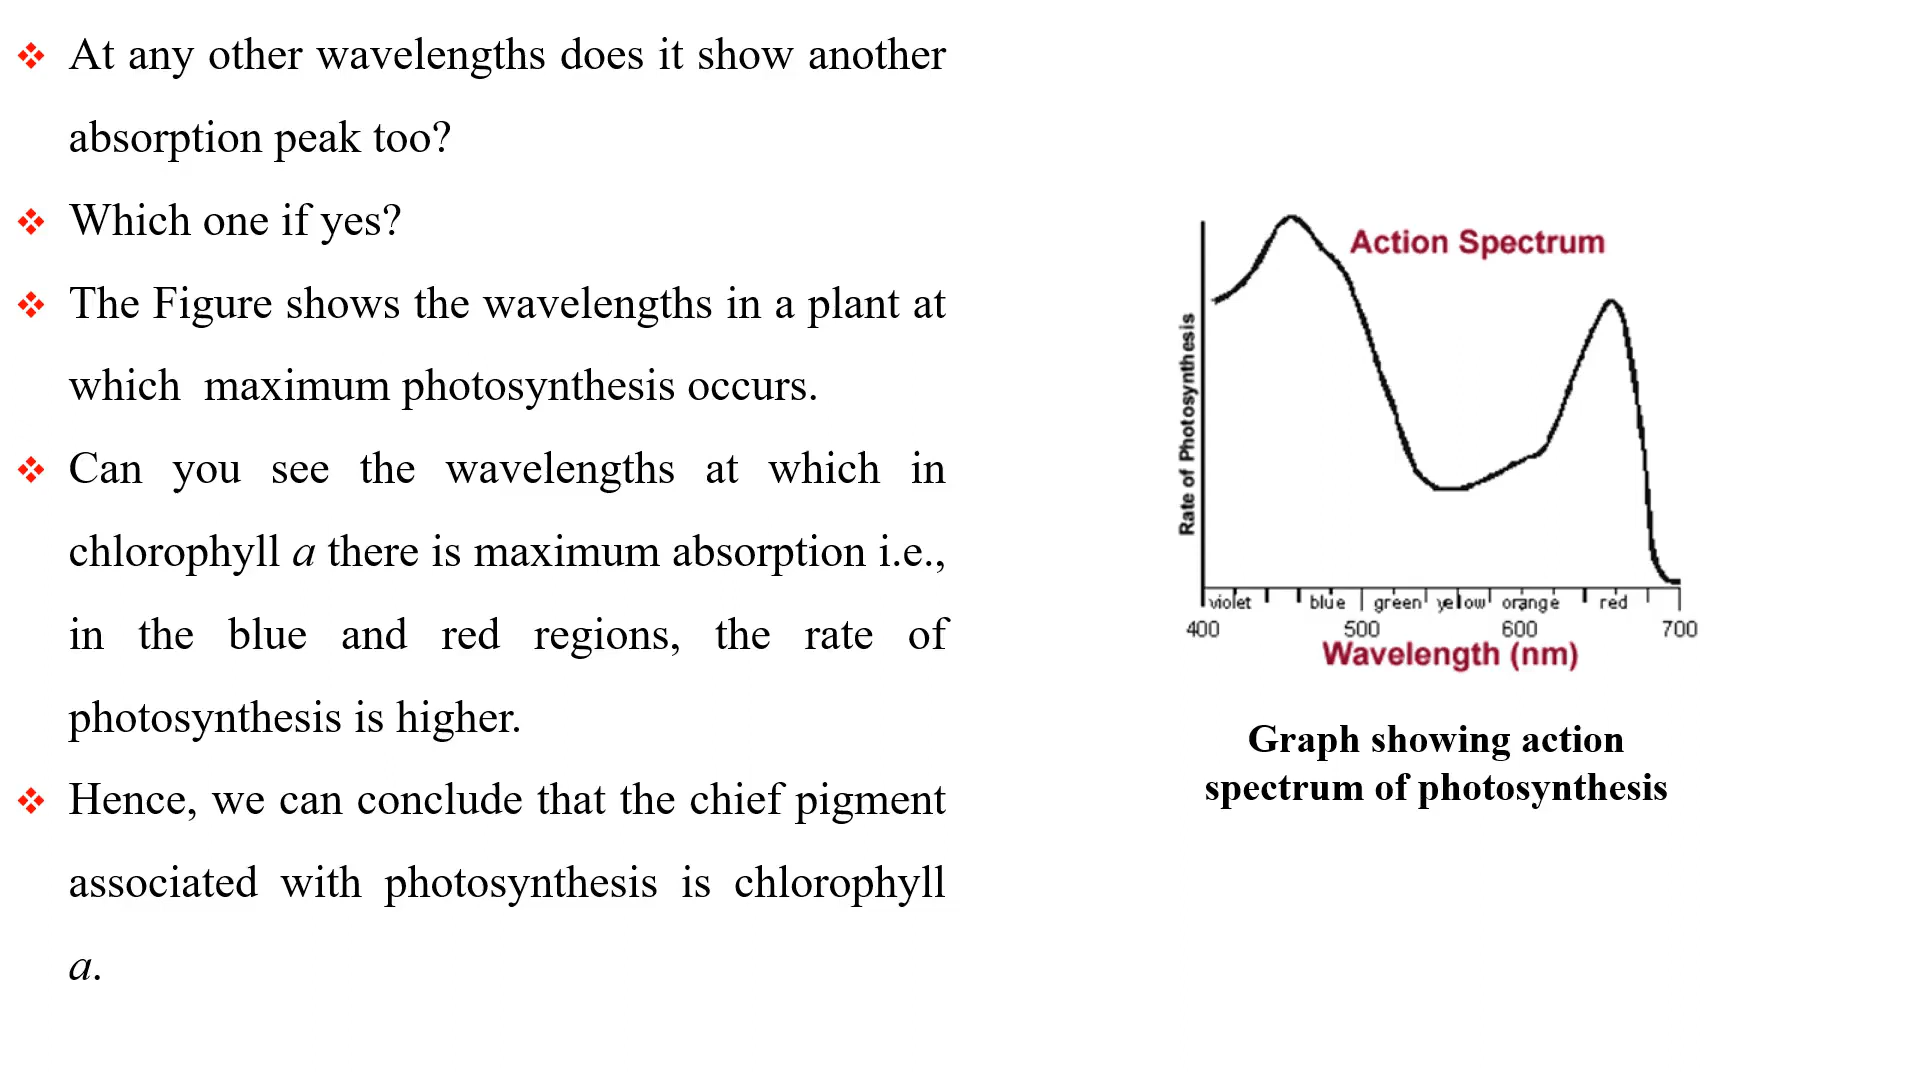 ❖ At any other wavelengths does it show another
absorption peak too?
❖ Which one if yes?
❖ The Figure shows the wavelengths in a plant at
which maximum photosynthesis occurs.
❖ Can you see the wavelengths at which in
chlorophyll a there is maximum absorption i.e.,
in the blue and red regions, the rate of
photosynthesis is higher.
❖ Hence, we can conclude that the chief pigment
associated with photosynthesis is chlorophyll
a.
Action Spectrum
Rate of Photosynthesis
violet blue green yellow orange red
400 500 600 700
Wavelength (nm)
Graph showing action
spectrum of photosynthesis